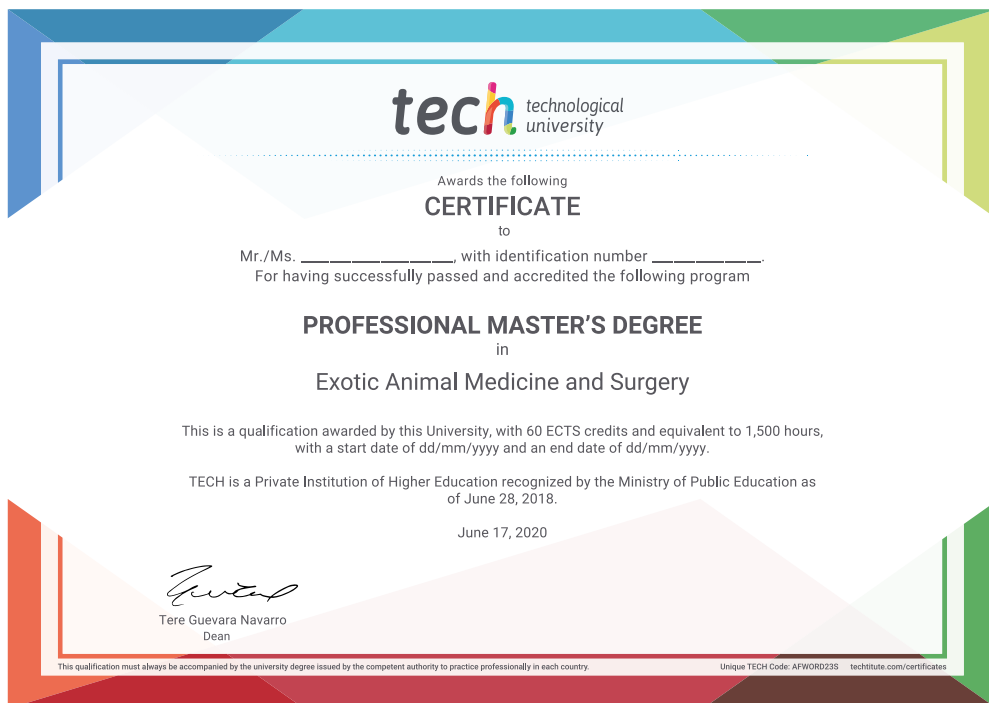 tech technological
university
Awards the following
CERTIFICATE
to
Mr./Ms. ____________________, with identification number ______________.
For having successfully passed and accredited the following program
PROFESSIONAL MASTER’S DEGREE
in
Exotic Animal Medicine and Surgery
This is a qualification awarded by this University, with 60 ECTS credits and equivalent to 1,500 hours,
with a start date of dd/mm/yyyy and an end date of dd/mm/yyyy.
TECH is a Private Institution of Higher Education recognized by the Ministry of Public Education as
of June 28, 2018.
June 17, 2020
Tere Guevara Navarro
Dean
This qualification must always be accompanied by the university degree issued by the competent authority to practice professionally in each country.
Unique TECH Code: AFWORD23S techtitute.com/certificates